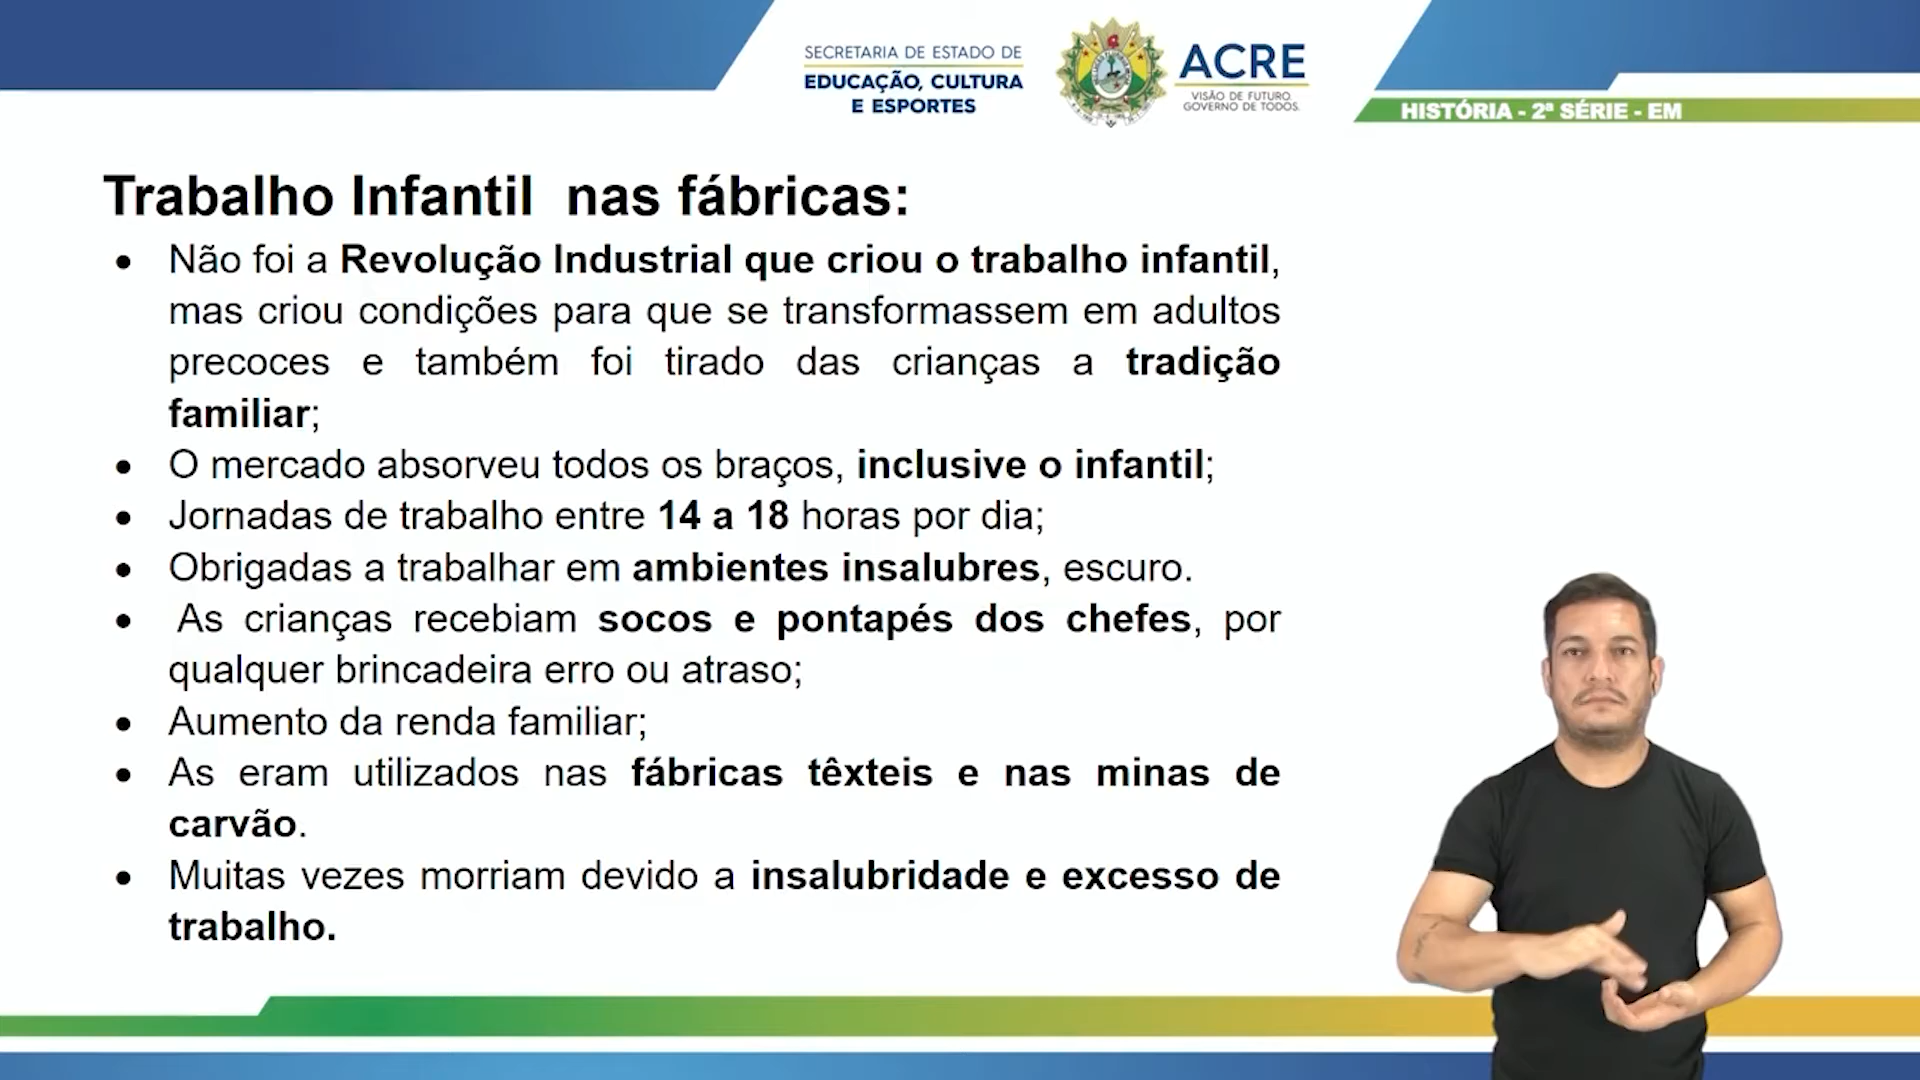 SECRETARIA DE ESTADO DE
EDUCAÇÃO, CULTURA
E ESPORTES
ACRE
VISÃO DE FUTURO.
GOVERNO DE TODOS.
HISTÓRIA - 2ª SÉRIE - EM
Trabalho Infantil nas fábricas:
● Não foi a Revolução Industrial que criou o trabalho infantil,
mas criou condições para que se transformassem em adultos
precoces e também foi tirado das crianças a tradição
familiar;
● O mercado absorveu todos os braços, inclusive o infantil;
● Jornadas de trabalho entre 14 a 18 horas por dia;
● Obrigadas a trabalhar em ambientes insalubres, escuro.
● As crianças recebiam socos e pontapés dos chefes, por
qualquer brincadeira erro ou atraso;
● Aumento da renda familiar;
● As eram utilizados nas fábricas têxteis e nas minas de
carvão.
● Muitas vezes morriam devido a insalubridade e excesso de
trabalho.